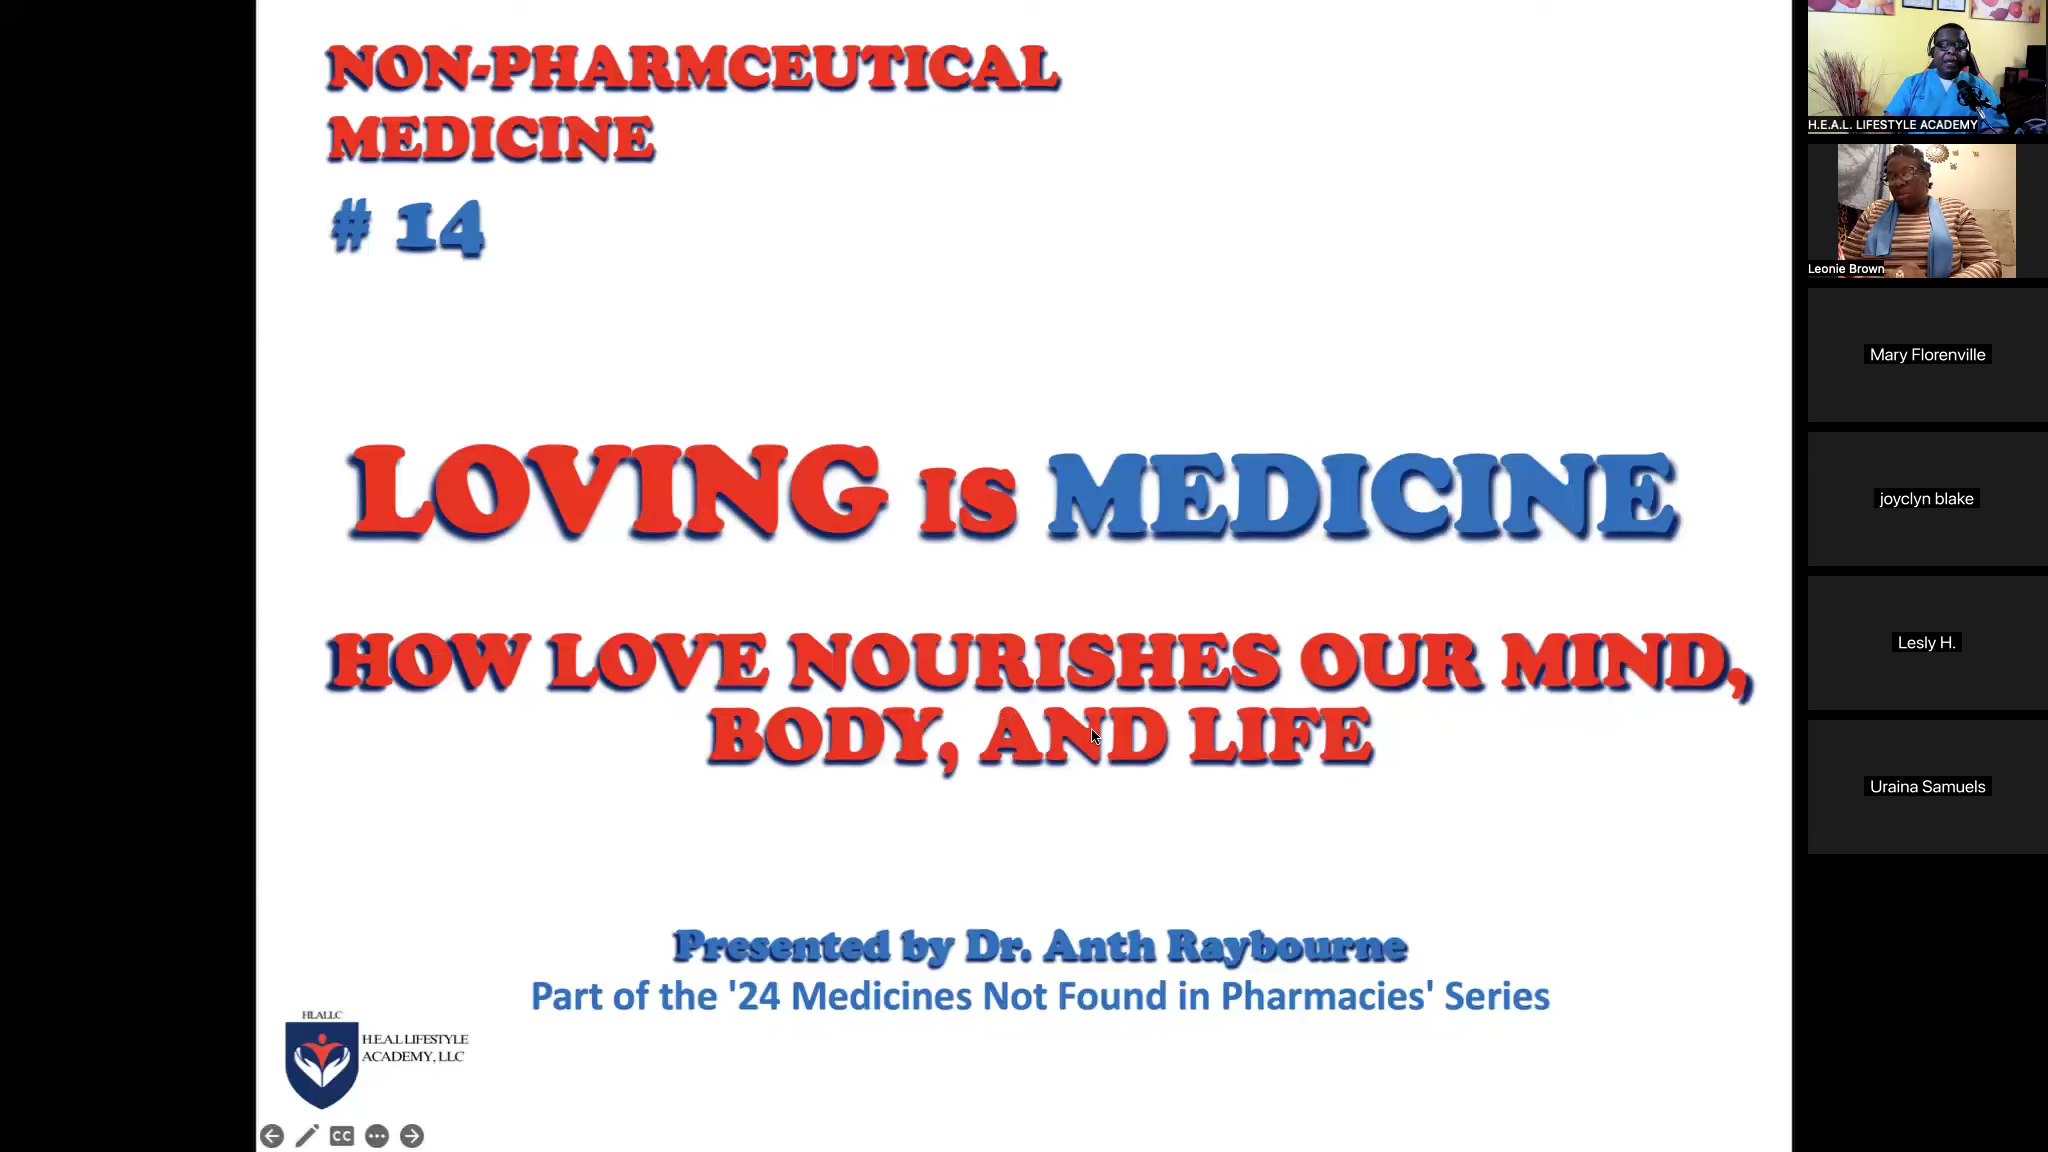 NON-PHARMCEUTICAL
MEDICINE
# 14
LOVING IS MEDICINE
HOW LOVE NOURISHES OUR MIND,
BODY, AND LIFE
Presented by Dr. Anth Raybourne
Part of the '24 Medicines Not Found in Pharmacies' Series
HLALLC
H.E.A.L LIFESTYLE
ACADEMY, LLC
CC
H.E.A.L. LIFESTYLE ACADEMY
Leonie Brown
Mary Florenville
joyclyn blake
Lesly H.
Uraina Samuels